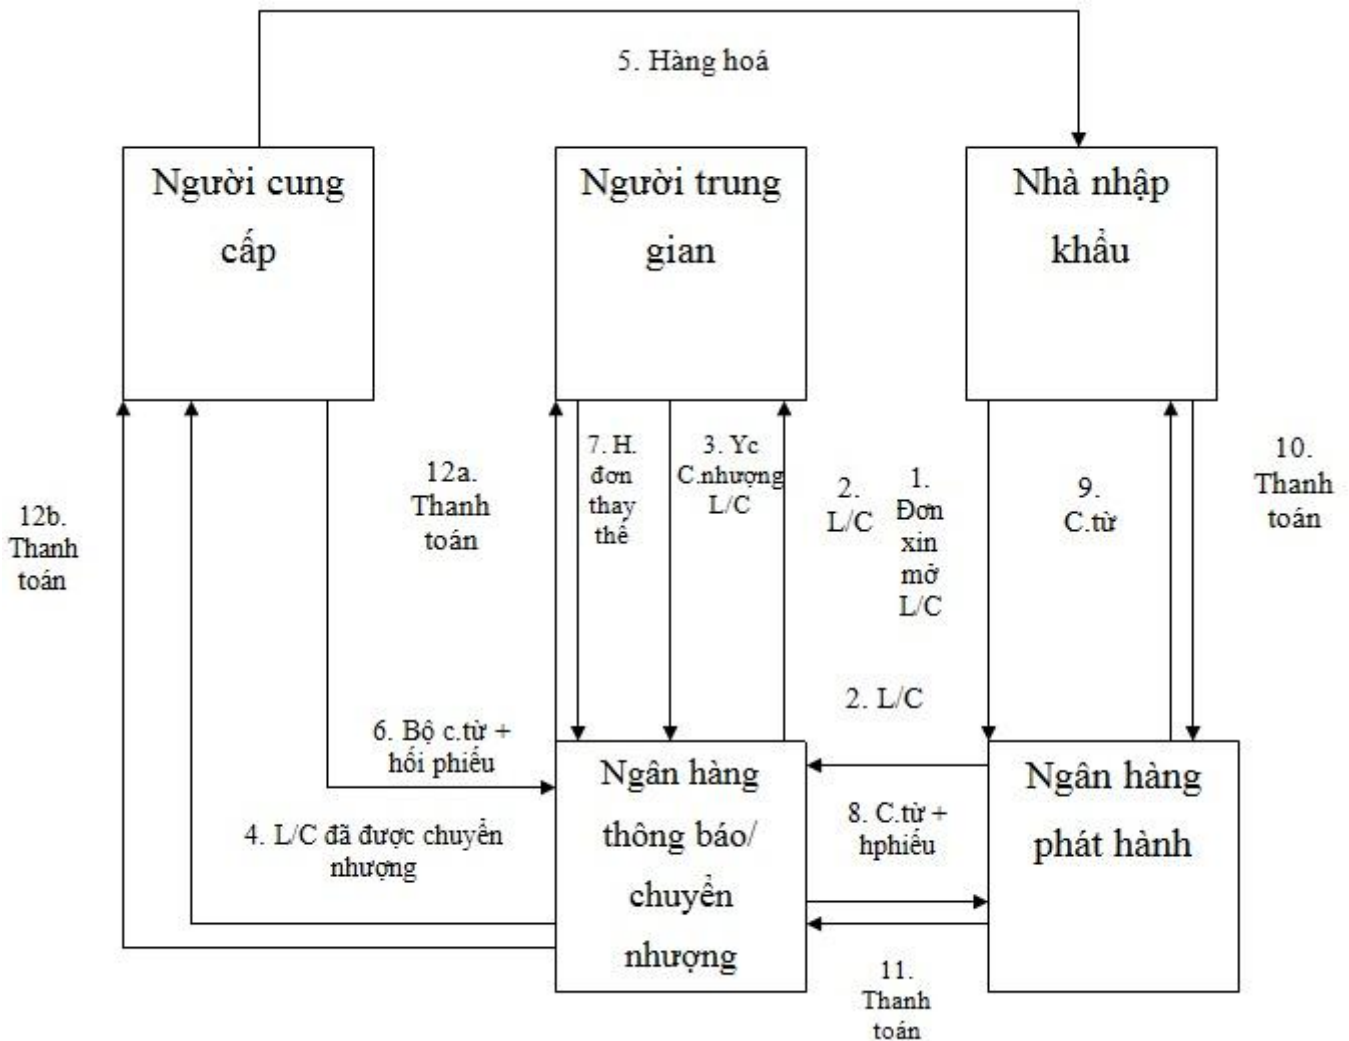 5. Hàng hoá
Người cung
cấp
Người trung
gian
Nhà nhập
khẩu
12b.
Thanh
toán
12a.
Thanh
toán
7. H.
đơn
thay
thế
3. Yc
C.nhượng
L/C
2.
L/C
1.
Đơn
xin
mở
L/C
9.
C.từ
10.
Thanh
toán
2. L/C
6. Bộ c.từ +
hối phiếu
4. L/C đã được chuyển
nhượng
Ngân hàng
thông báo/
chuyển
nhượng
8. C.từ +
hphiếu
Ngân hàng
phát hành
11.
Thanh
toán